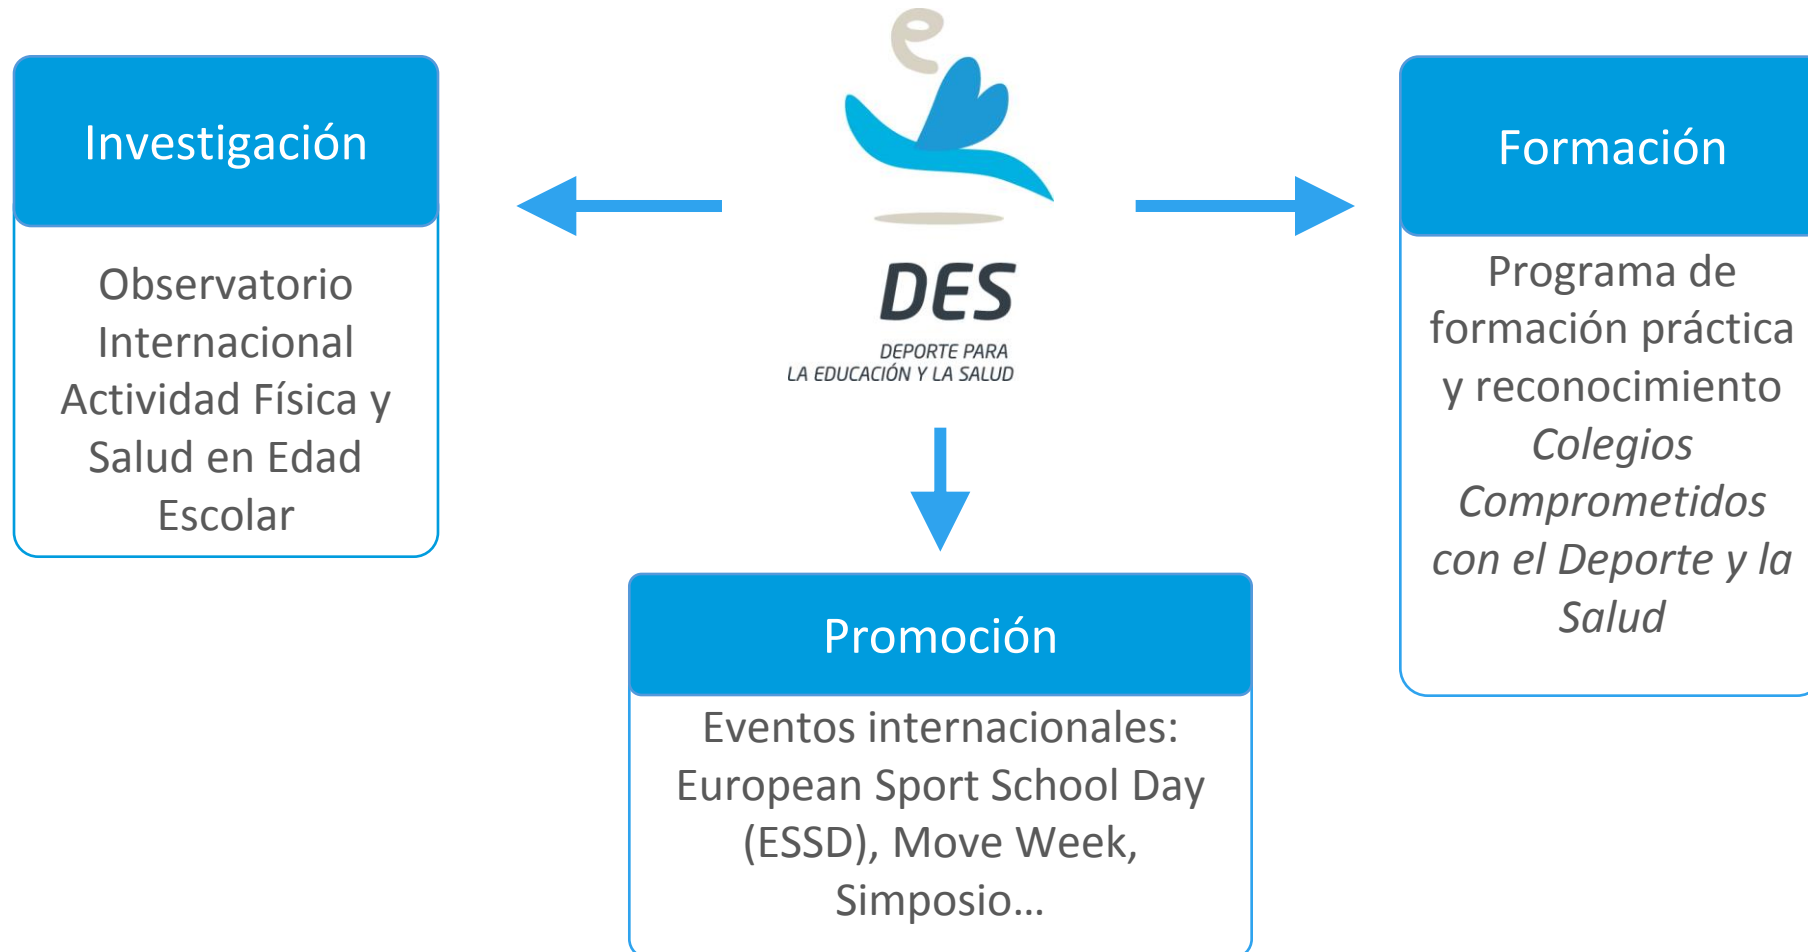 Investigación
Observatorio
Internacional
Actividad Física y
Salud en Edad
Escolar
DES
DEPORTE PARA
LA EDUCACIÓN Y LA SALUD
Formación
Programa de
formación práctica
y reconocimiento
Colegios
Comprometidos
con el Deporte y la
Salud
Promoción
Eventos internacionales:
European Sport School Day
(ESSD), Move Week,
Simposio…